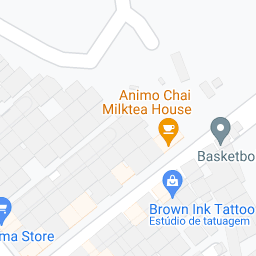 Animo Chai
Milktea House
Basketbo
Brown Ink Tattoo
Estúdio de tatuagem
ma Store